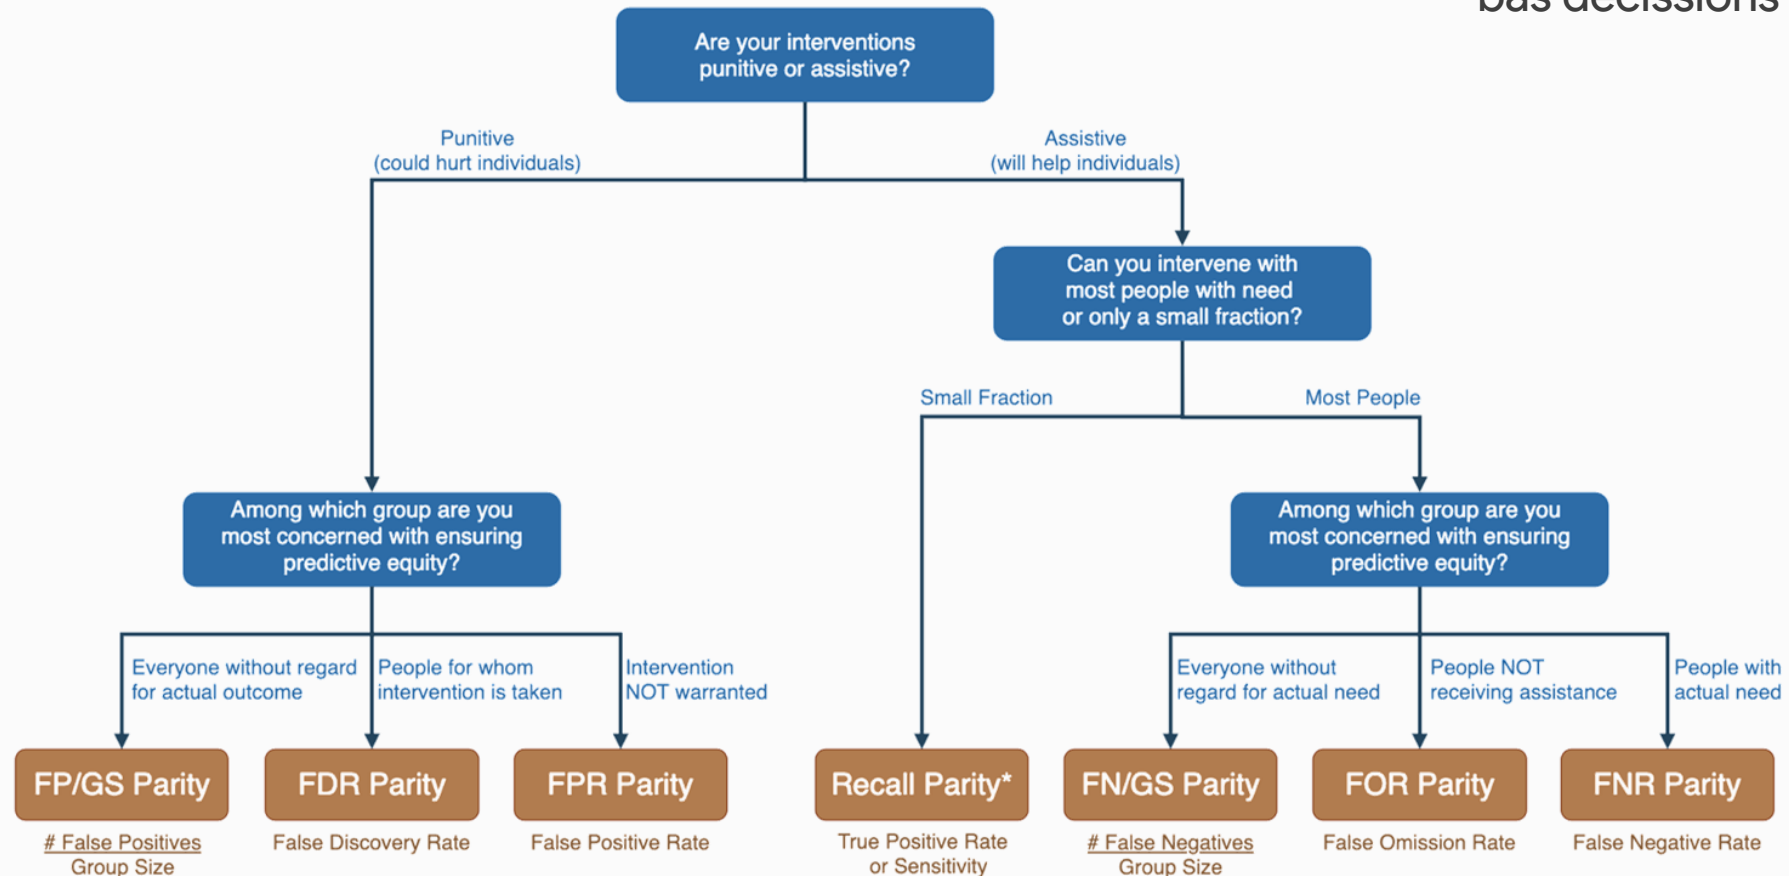 bas decissions
Are your interventions
punitive or assistive?
Punitive
(could hurt individuals)
Assistive
(will help individuals)
Can you intervene with
most people with need
or only a small fraction?
Small Fraction
Most People
Among which group are you
most concerned with ensuring
predictive equity?
Among which group are you
most concerned with ensuring
predictive equity?
Everyone without regard
for actual outcome
People for whom
intervention is taken
Intervention
NOT warranted
Everyone without
regard for actual need
People NOT
receiving assistance
People with
actual need
FP/GS Parity
FDR Parity
FPR Parity
Recall Parity*
FN/GS Parity
FOR Parity
FNR Parity
# False Positives
Group Size
False Discovery Rate
False Positive Rate
True Positive Rate
or Sensitivity
# False Negatives
Group Size
False Omission Rate
False Negative Rate